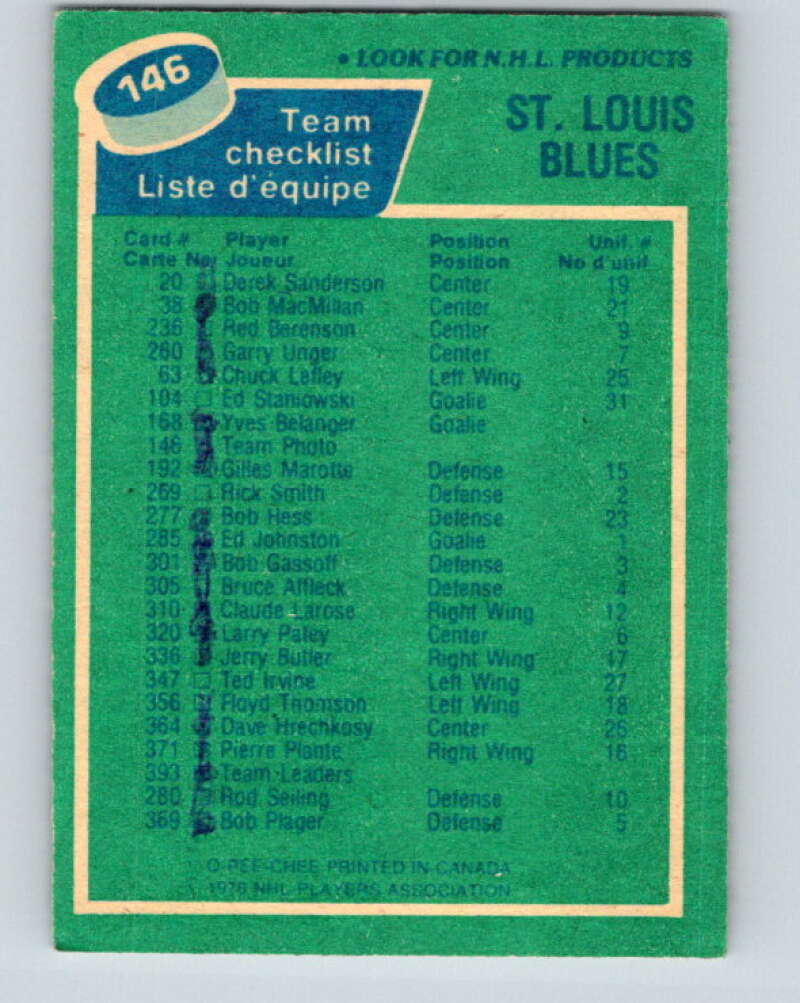 146
• LOOK FOR N.H.L. PRODUCTS
Team checklist
Liste d'équipe
ST. LOUIS
BLUES
Card # Player Position Unif. #
Carte No Joueur Position No d'unif.
20 Derek Sanderson Center 19
38 Bob MacMillan Center 21
236 Red Berenson Center 9
260 Garry Unger Center 7
63 Chuck Lefley Left Wing 25
104 Ed Staniowski Goalie 31
168 Yves Belanger Goalie
146 Team Photo
192 Gilles Marotte Defense 15
269 Rick Smith Defense 2
277 Bob Hess Defense 23
285 Ed Johnston Goalie 1
301 Bob Gassoff Defense 3
305 Bruce Affleck Defense 4
310 Claude Larose Right Wing 12
320 Larry Patey Center 6
336 Jerry Butler Right Wing 17
347 Ted Irvine Left Wing 27
356 Floyd Thomson Left Wing 18
364 Dave Hrechkosy Center 26
371 Pierre Plante Right Wing 16
393 Team Leaders
280 Rod Seiling Defense 10
369 Bob Plager Defense 5
O-PEE-CHEE PRINTED IN CANADA
1976 NHL PLAYERS ASSOCIATION